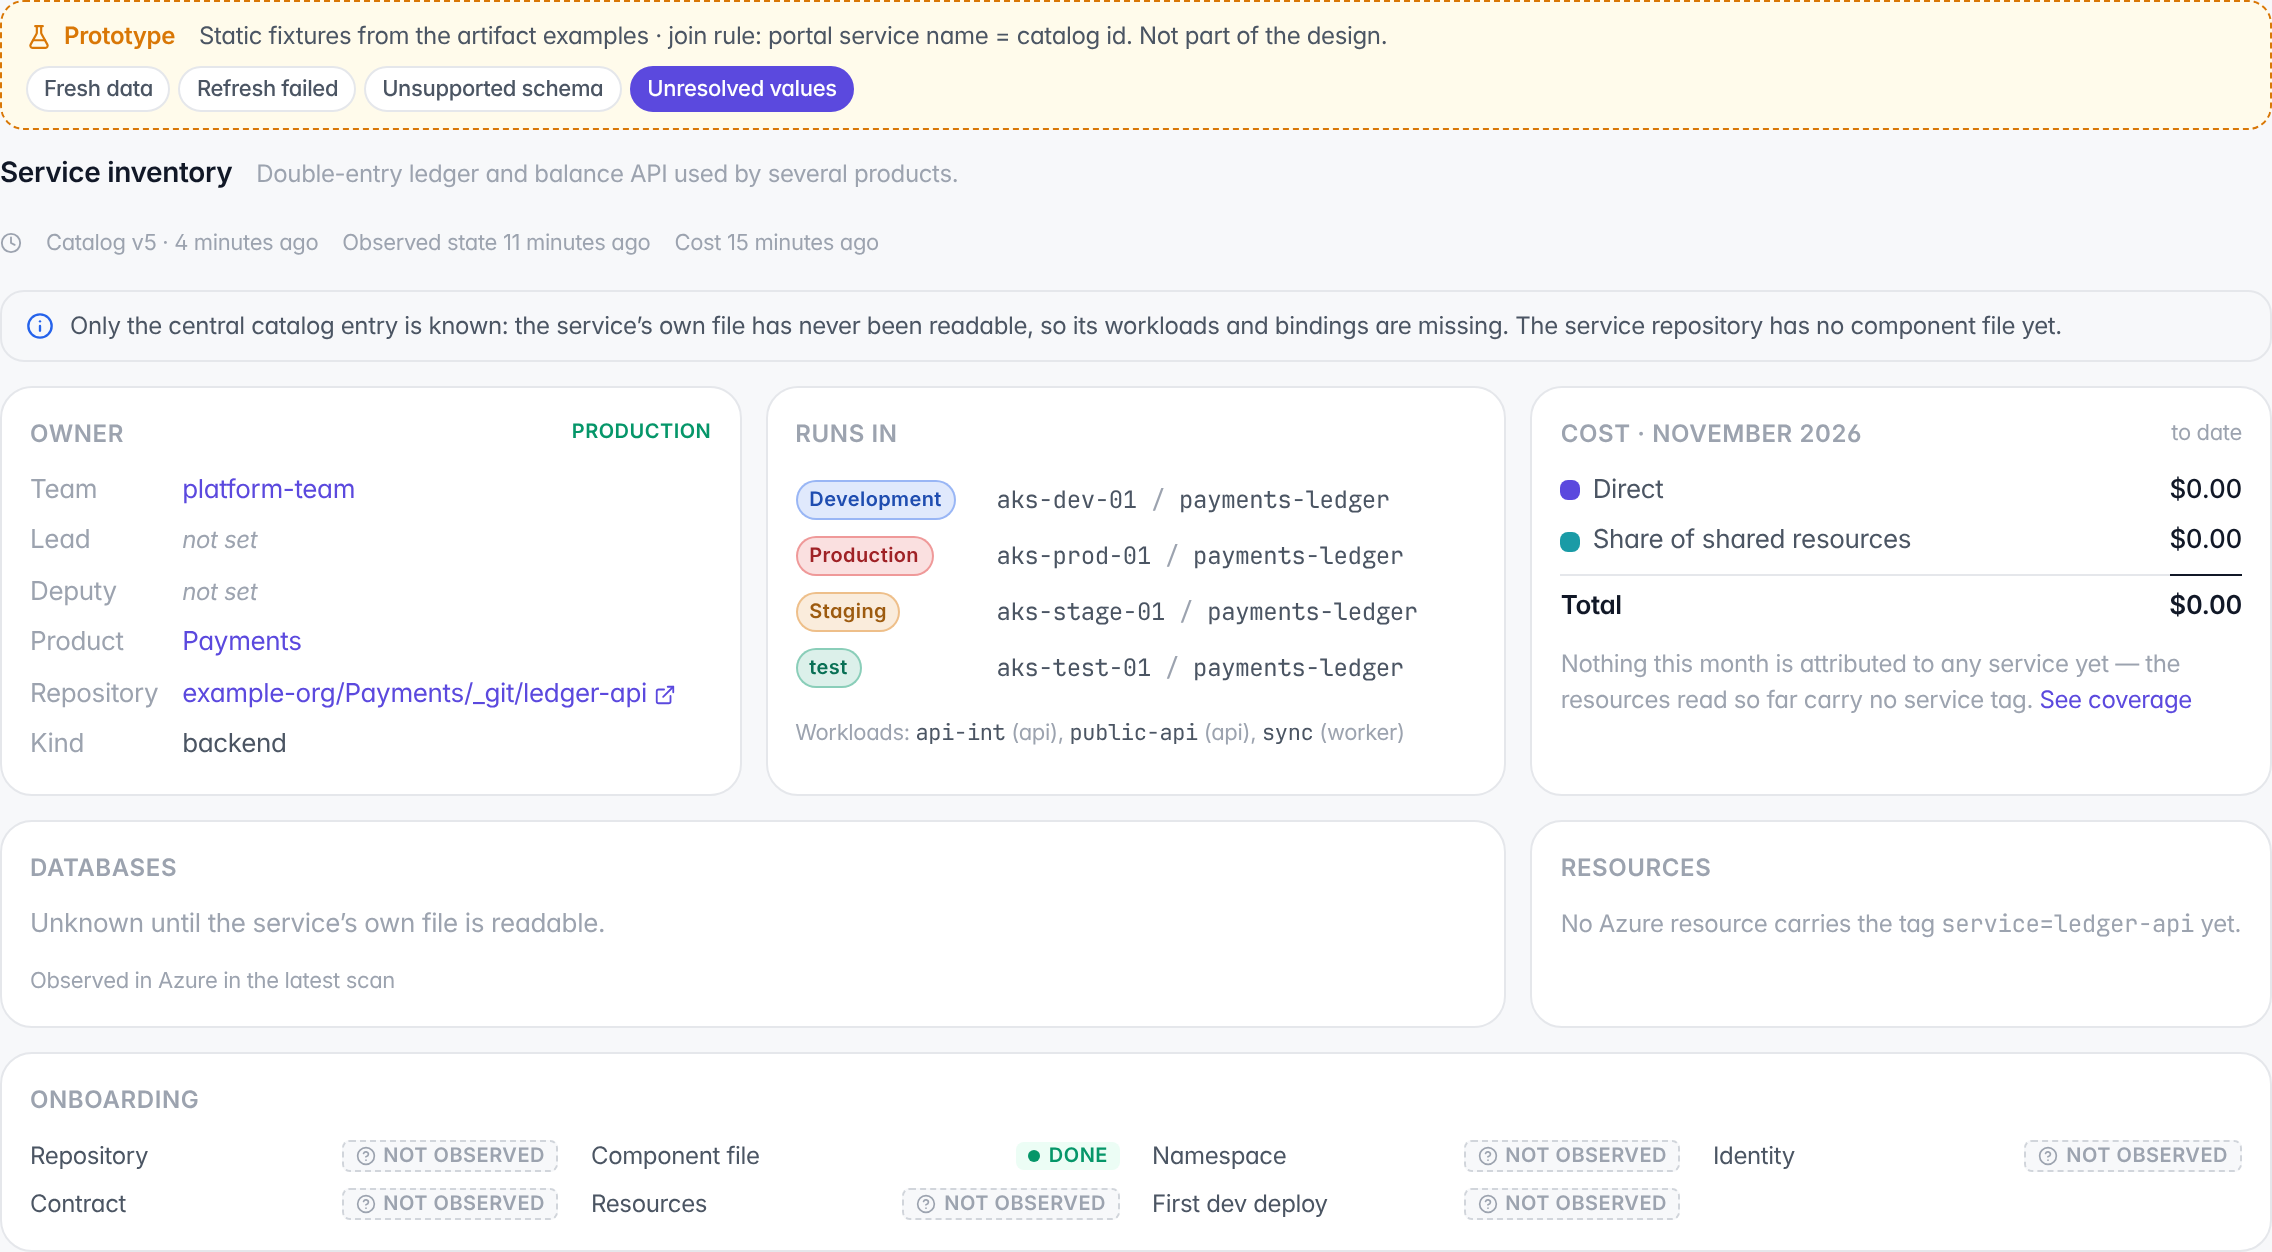 Prototype Static fixtures from the artifact examples · join rule: portal service name = catalog id. Not part of the design.
Fresh data Refresh failed Unsupported schema Unresolved values
Service inventory Double-entry ledger and balance API used by several products.
Catalog v5 · 4 minutes ago Observed state 11 minutes ago Cost 15 minutes ago
Only the central catalog entry is known: the service’s own file has never been readable, so its workloads and bindings are missing. The service repository has no component file yet.
OWNER PRODUCTION
Team platform-team
Lead not set
Deputy not set
Product Payments
Repository example-org/Payments/_git/ledger-api
Kind backend
RUNS IN
Development aks-dev-01 / payments-ledger
Production aks-prod-01 / payments-ledger
Staging aks-stage-01 / payments-ledger
test aks-test-01 / payments-ledger
Workloads: api-int (api), public-api (api), sync (worker)
COST · NOVEMBER 2026 to date
Direct $0.00
Share of shared resources $0.00
Total $0.00
Nothing this month is attributed to any service yet — the
resources read so far carry no service tag. See coverage
DATABASES
Unknown until the service’s own file is readable.
Observed in Azure in the latest scan
RESOURCES
No Azure resource carries the tag service=ledger-api yet.
ONBOARDING
Repository NOT OBSERVED Component file DONE Namespace NOT OBSERVED Identity NOT OBSERVED
Contract NOT OBSERVED Resources NOT OBSERVED First dev deploy NOT OBSERVED